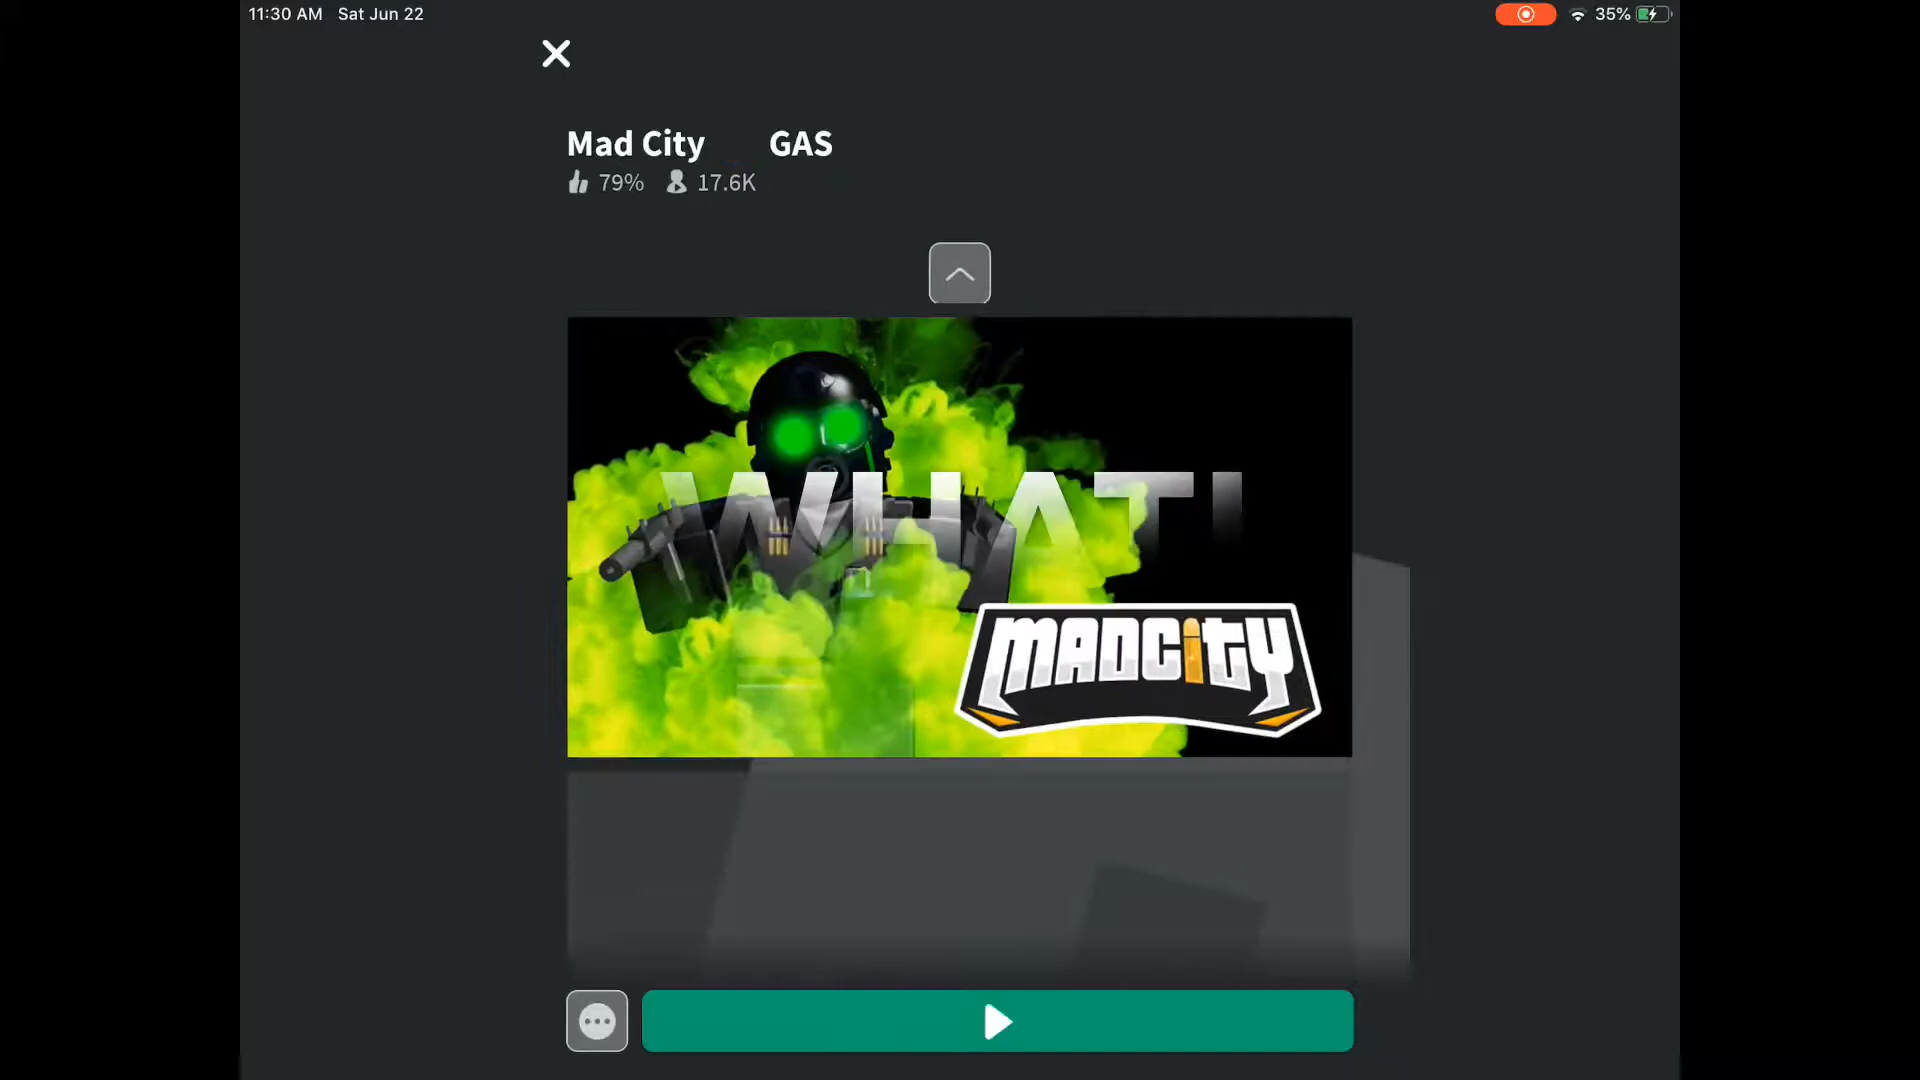 11:30 AM Sat Jun 22
35%
Mad City GAS
79% 17.6K
WHAT!
MADCITY